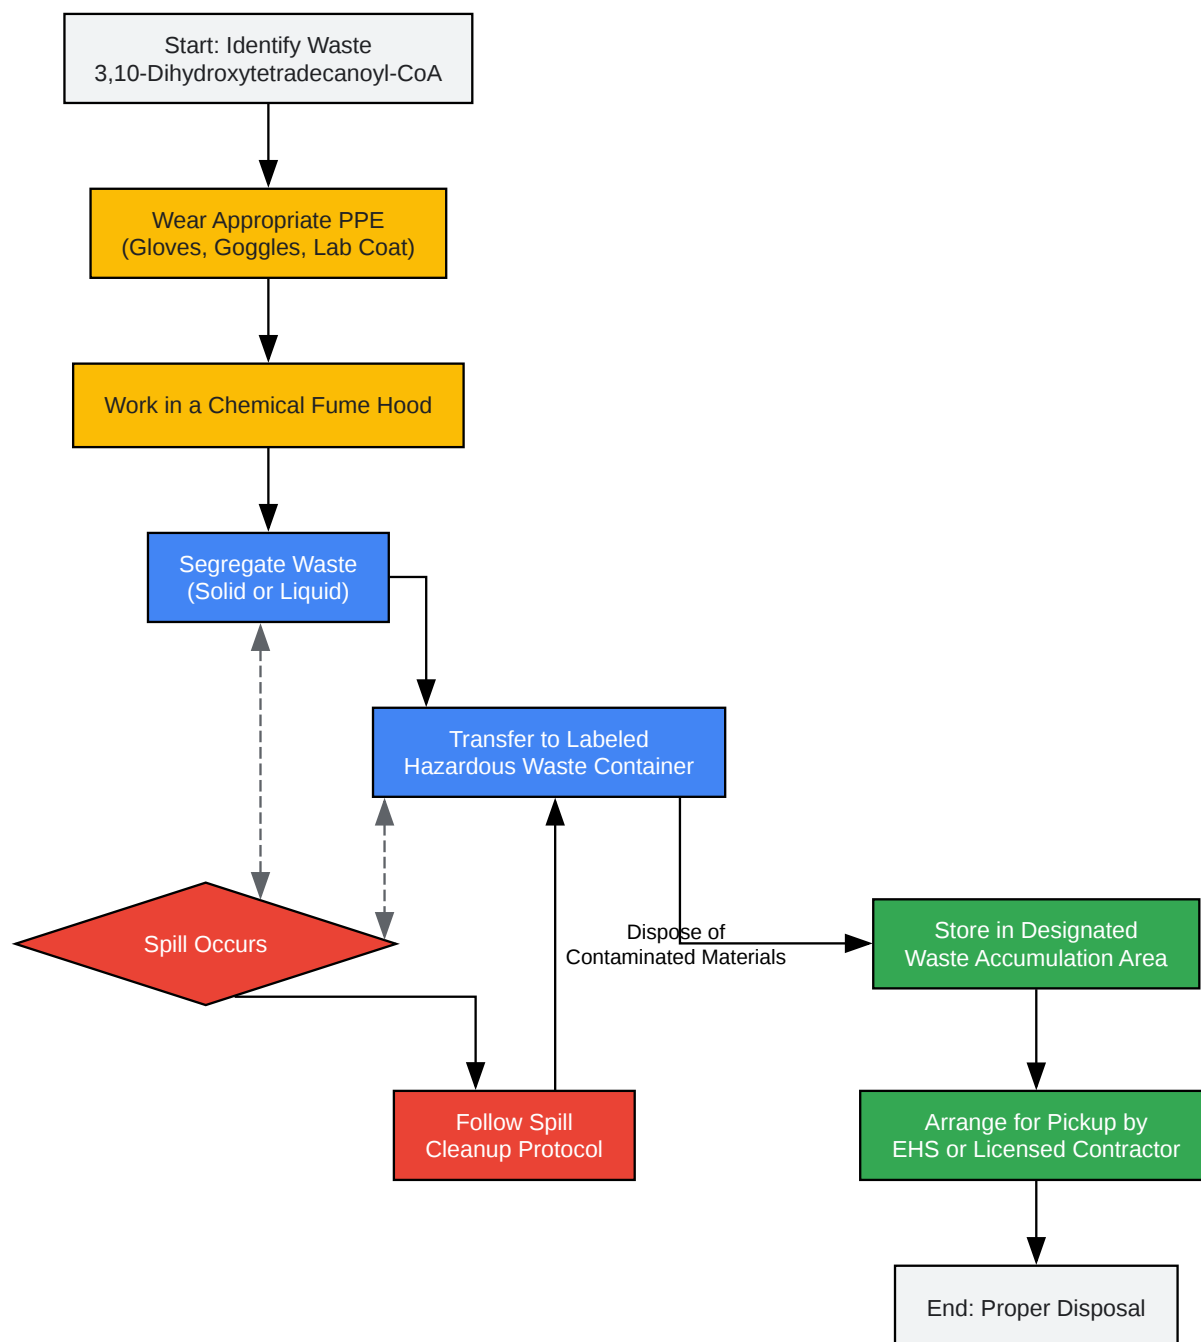 Start: Identify Waste
3,10-Dihydroxytetradecanoyl-CoA
Wear Appropriate PPE
(Gloves, Goggles, Lab Coat)
Work in a Chemical Fume Hood
Segregate Waste
(Solid or Liquid)
Transfer to Labeled
Hazardous Waste Container
Spill Occurs
Dispose of
Contaminated Materials
Store in Designated
Waste Accumulation Area
Follow Spill
Cleanup Protocol
Arrange for Pickup by
EHS or Licensed Contractor
End: Proper Disposal